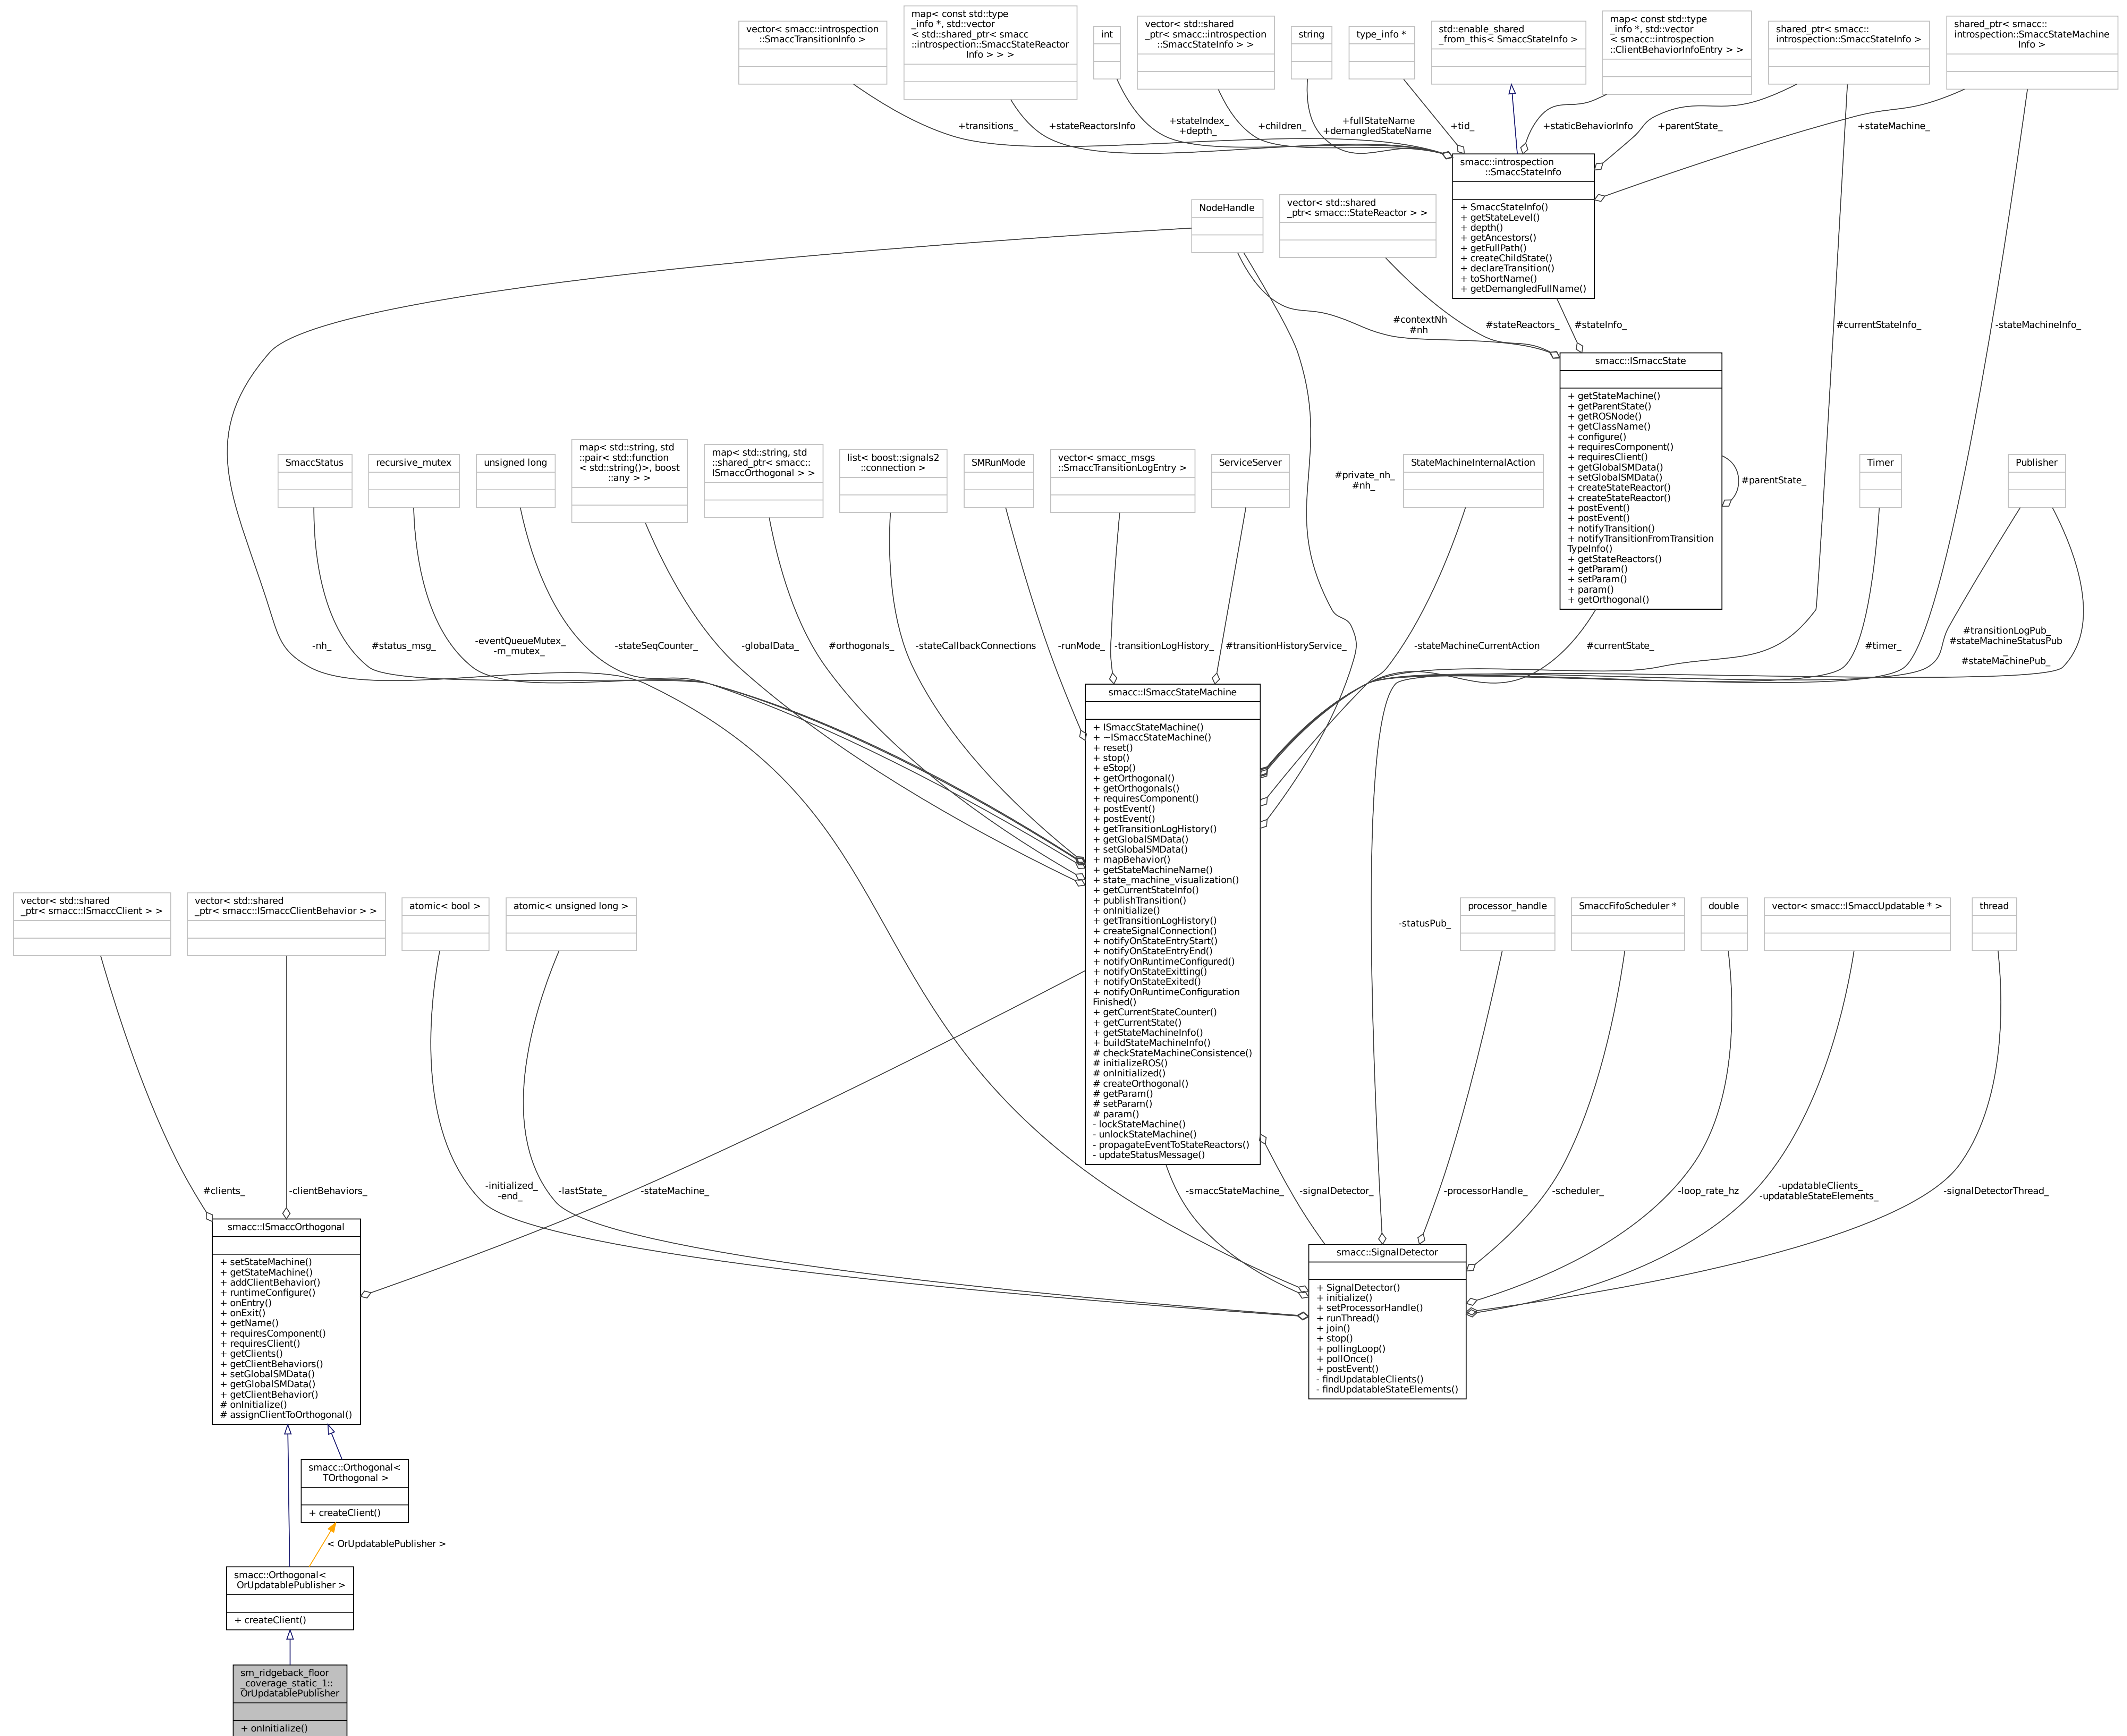 vector< smacc::introspection
::SmaccTransitionInfo >
map< const std::type
_info *, std::vector
< std::shared_ptr< smacc
::introspection::SmaccStateReactor
Info > > >
int
vector< std::shared
_ptr< smacc::introspection
::SmaccStateInfo > >
string
type_info *
std::enable_shared
_from_this< SmaccStateInfo >
map< const std::type
_info *, std::vector
< smacc::introspection
::ClientBehaviorInfoEntry > >
shared_ptr< smacc::
introspection::SmaccStateInfo >
shared_ptr< smacc::
introspection::SmaccStateMachine
Info >
+transitions_
+stateReactorsInfo
+stateIndex_
+depth_
+children_
+fullStateName
+demangledStateName
+tid_
+staticBehaviorInfo
+parentState_
+stateMachine_
smacc::introspection
::SmaccStateInfo
+ SmaccStateInfo()
+ getStateLevel()
+ depth()
+ getAncestors()
+ getFullPath()
+ createChildState()
+ declareTransition()
+ toShortName()
+ getDemangledFullName()
NodeHandle
vector< std::shared
_ptr< smacc::StateReactor > >
#contextNh
#nh
#stateReactors_
#stateInfo_
#currentStateInfo_
-stateMachineInfo_
smacc::ISmaccState
+ getStateMachine()
+ getParentState()
+ getROSNode()
+ getClassName()
+ configure()
+ requiresComponent()
+ requiresClient()
+ getGlobalSMData()
+ setGlobalSMData()
+ createStateReactor()
+ createStateReactor()
+ postEvent()
+ postEvent()
+ notifyTransition()
+ notifyTransitionFromTransition
TypeInfo()
+ getStateReactors()
+ getParam()
+ setParam()
+ param()
+ getOrthogonal()
#parentState_
SmaccStatus
recursive_mutex
unsigned long
map< std::string, std
::pair< std::function
< std::string()>, boost
::any > >
map< std::string, std
::shared_ptr< smacc::
ISmaccOrthogonal > >
list< boost::signals2
::connection >
SMRunMode
vector< smacc_msgs
::SmaccTransitionLogEntry >
ServiceServer
#private_nh_
#nh_
StateMachineInternalAction
Timer
Publisher
-nh_
#status_msg_
-eventQueueMutex_
-m_mutex_
-stateSeqCounter_
-globalData_
#orthogonals_
-stateCallbackConnections
-runMode_
-transitionLogHistory_
#transitionHistoryService_
-stateMachineCurrentAction
#currentState_
#timer_
#transitionLogPub_
#stateMachineStatusPub
_
#stateMachinePub_
smacc::ISmaccStateMachine
+ ISmaccStateMachine()
+ ~ISmaccStateMachine()
+ reset()
+ stop()
+ eStop()
+ getOrthogonal()
+ getOrthogonals()
+ requiresComponent()
+ postEvent()
+ postEvent()
+ getTransitionLogHistory()
+ getGlobalSMData()
+ setGlobalSMData()
+ mapBehavior()
+ getStateMachineName()
+ state_machine_visualization()
+ getCurrentStateInfo()
+ publishTransition()
+ onInitialize()
+ getTransitionLogHistory()
+ createSignalConnection()
+ notifyOnStateEntryStart()
+ notifyOnStateEntryEnd()
+ notifyOnRuntimeConfigured()
+ notifyOnStateExitting()
+ notifyOnStateExited()
+ notifyOnRuntimeConfiguration
Finished()
+ getCurrentStateCounter()
+ getCurrentState()
+ getStateMachineInfo()
+ buildStateMachineInfo()
# checkStateMachineConsistence()
# initializeROS()
# onInitialized()
# createOrthogonal()
# getParam()
# setParam()
# param()
- lockStateMachine()
- unlockStateMachine()
- propagateEventToStateReactors()
- updateStatusMessage()
vector< std::shared
_ptr< smacc::ISmaccClient > >
vector< std::shared
_ptr< smacc::ISmaccClientBehavior > >
atomic< bool >
atomic< unsigned long >
-statusPub_
processor_handle
SmaccFifoScheduler *
double
vector< smacc::ISmaccUpdatable * >
thread
#clients_
-clientBehaviors_
-initialized_
-end_
-lastState_
-stateMachine_
-smaccStateMachine_
-signalDetector_
-processorHandle_
-scheduler_
-loop_rate_hz
-updatableClients_
-updatableStateElements_
-signalDetectorThread_
smacc::ISmaccOrthogonal
+ setStateMachine()
+ getStateMachine()
+ addClientBehavior()
+ runtimeConfigure()
+ onEntry()
+ onExit()
+ getName()
+ requiresComponent()
+ requiresClient()
+ getClients()
+ getClientBehaviors()
+ setGlobalSMData()
+ getGlobalSMData()
+ getClientBehavior()
# onInitialize()
# assignClientToOrthogonal()
smacc::SignalDetector
+ SignalDetector()
+ initialize()
+ setProcessorHandle()
+ runThread()
+ join()
+ stop()
+ pollingLoop()
+ pollOnce()
+ postEvent()
- findUpdatableClients()
- findUpdatableStateElements()
smacc::Orthogonal<
TOrthogonal >
+ createClient()
< OrUpdatablePublisher >
smacc::Orthogonal<
OrUpdatablePublisher >
+ createClient()
sm_ridgeback_floor
_coverage_static_1::
OrUpdatablePublisher
+ onInitialize()